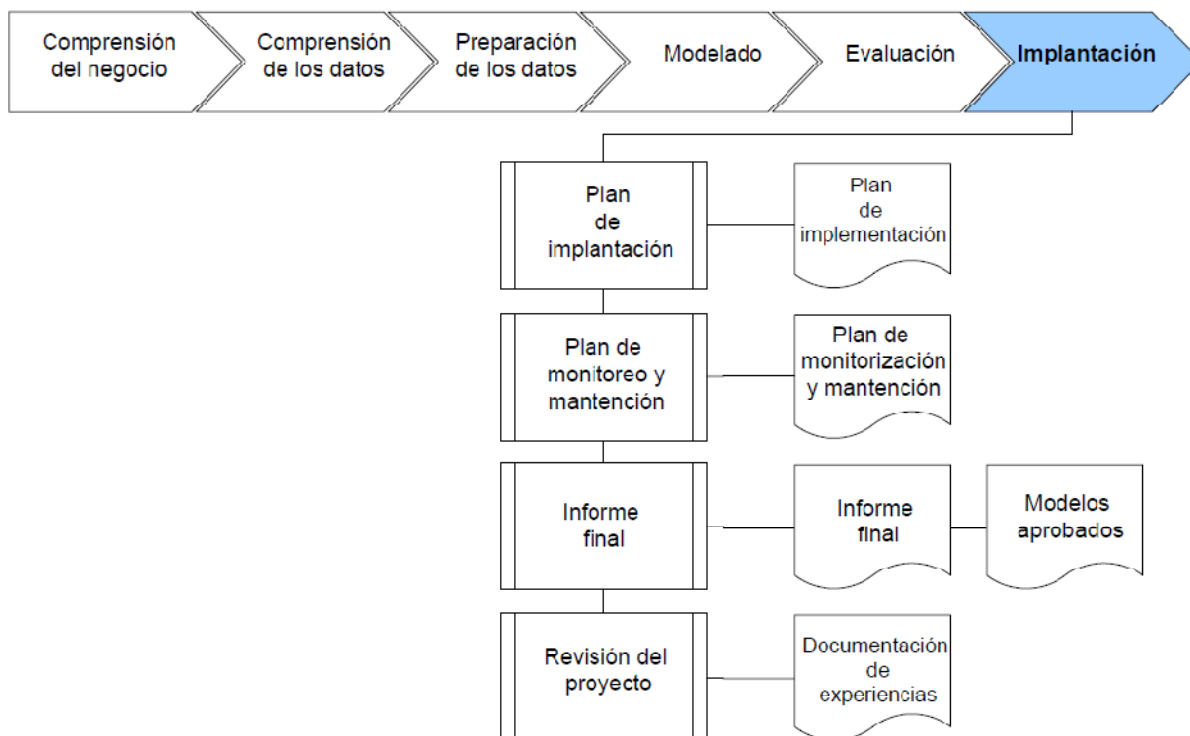 Comprensión
del negocio
Comprensión
de los datos
Preparación
de los datos
Modelado
Evaluación
Implantación
Plan
de
implantación
Plan
de
implementación
Plan de
monitoreo y
mantención
Plan de
monitorización
y mantención
Informe
final
Informe
final
Modelos
aprobados
Revisión del
proyecto
Documentación
de
experiencias